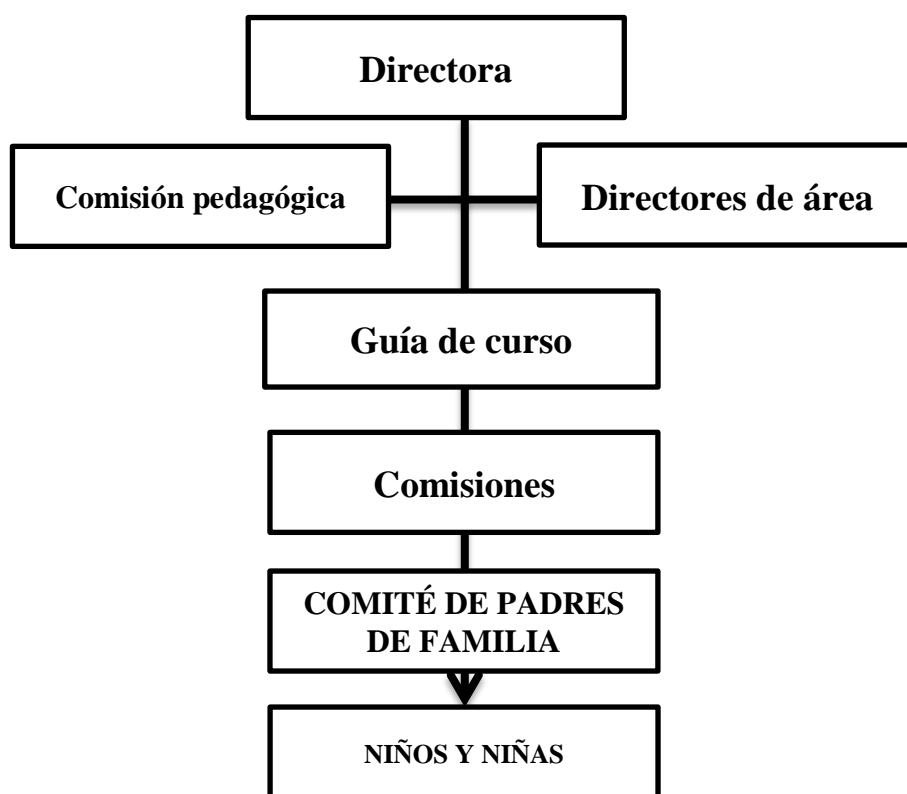 Directora
Comisión pedagógica
Directores de área
Guía de curso
Comisiones
COMITÉ DE PADRES
DE FAMILIA
NIÑOS Y NIÑAS